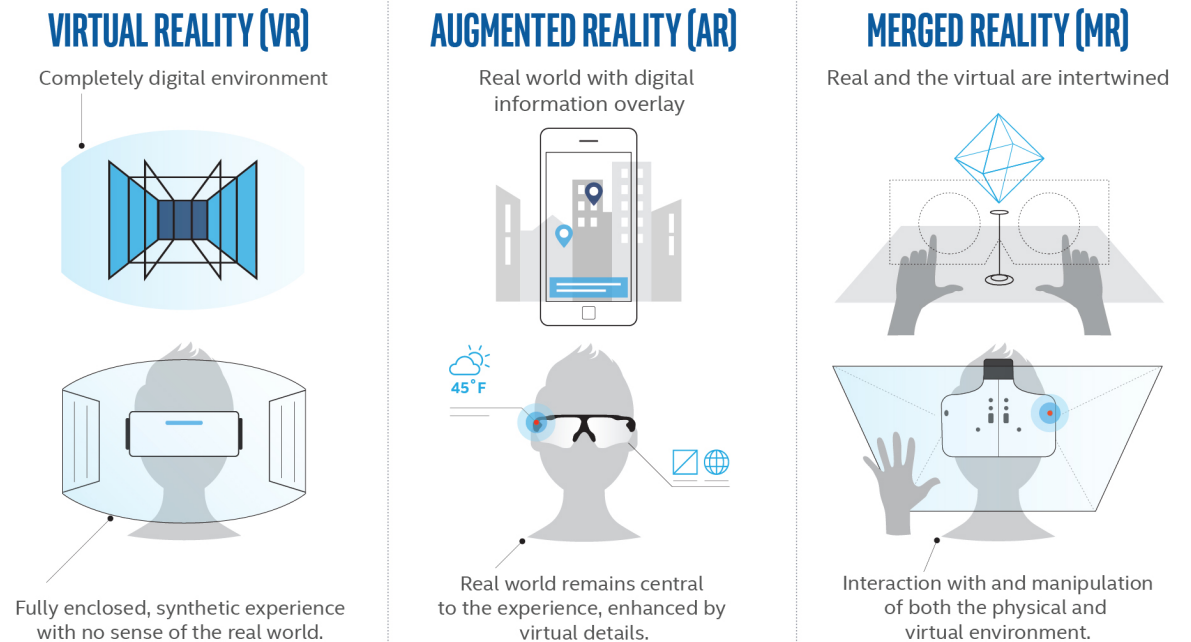 VIRTUAL REALITY (VR)
Completely digital environment
Fully enclosed, synthetic experience
with no sense of the real world.
AUGMENTED REALITY (AR)
Real world with digital
information overlay
45°F
Real world remains central
to the experience, enhanced by
virtual details.
MERGED REALITY (MR)
Real and the virtual are intertwined
Interaction with and manipulation
of both the physical and
virtual environment.